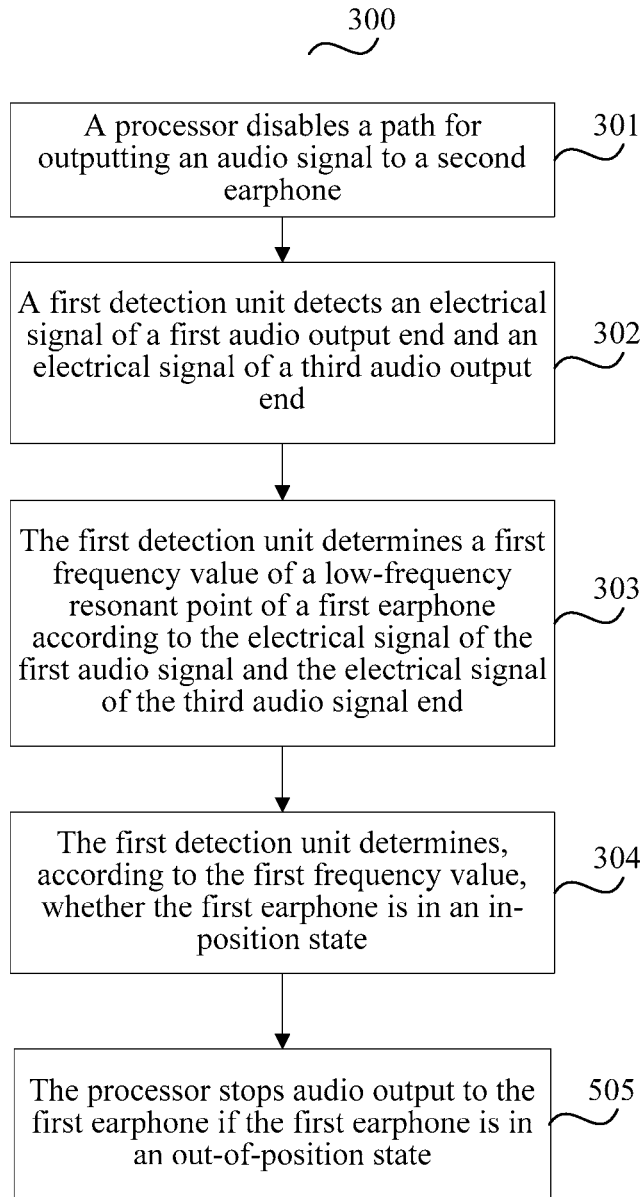 300
A processor disables a path for
outputting an audio signal to a second
earphone
301
A first detection unit detects an electrical
signal of a first audio output end and an
electrical signal of a third audio output
end
302
The first detection unit determines a first
frequency value of a low-frequency
resonant point of a first earphone
according to the electrical signal of the
first audio signal and the electrical signal
of the third audio signal end
303
The first detection unit determines,
according to the first frequency value,
whether the first earphone is in an in-
position state
304
The processor stops audio output to the
first earphone if the first earphone is in
an out-of-position state
505